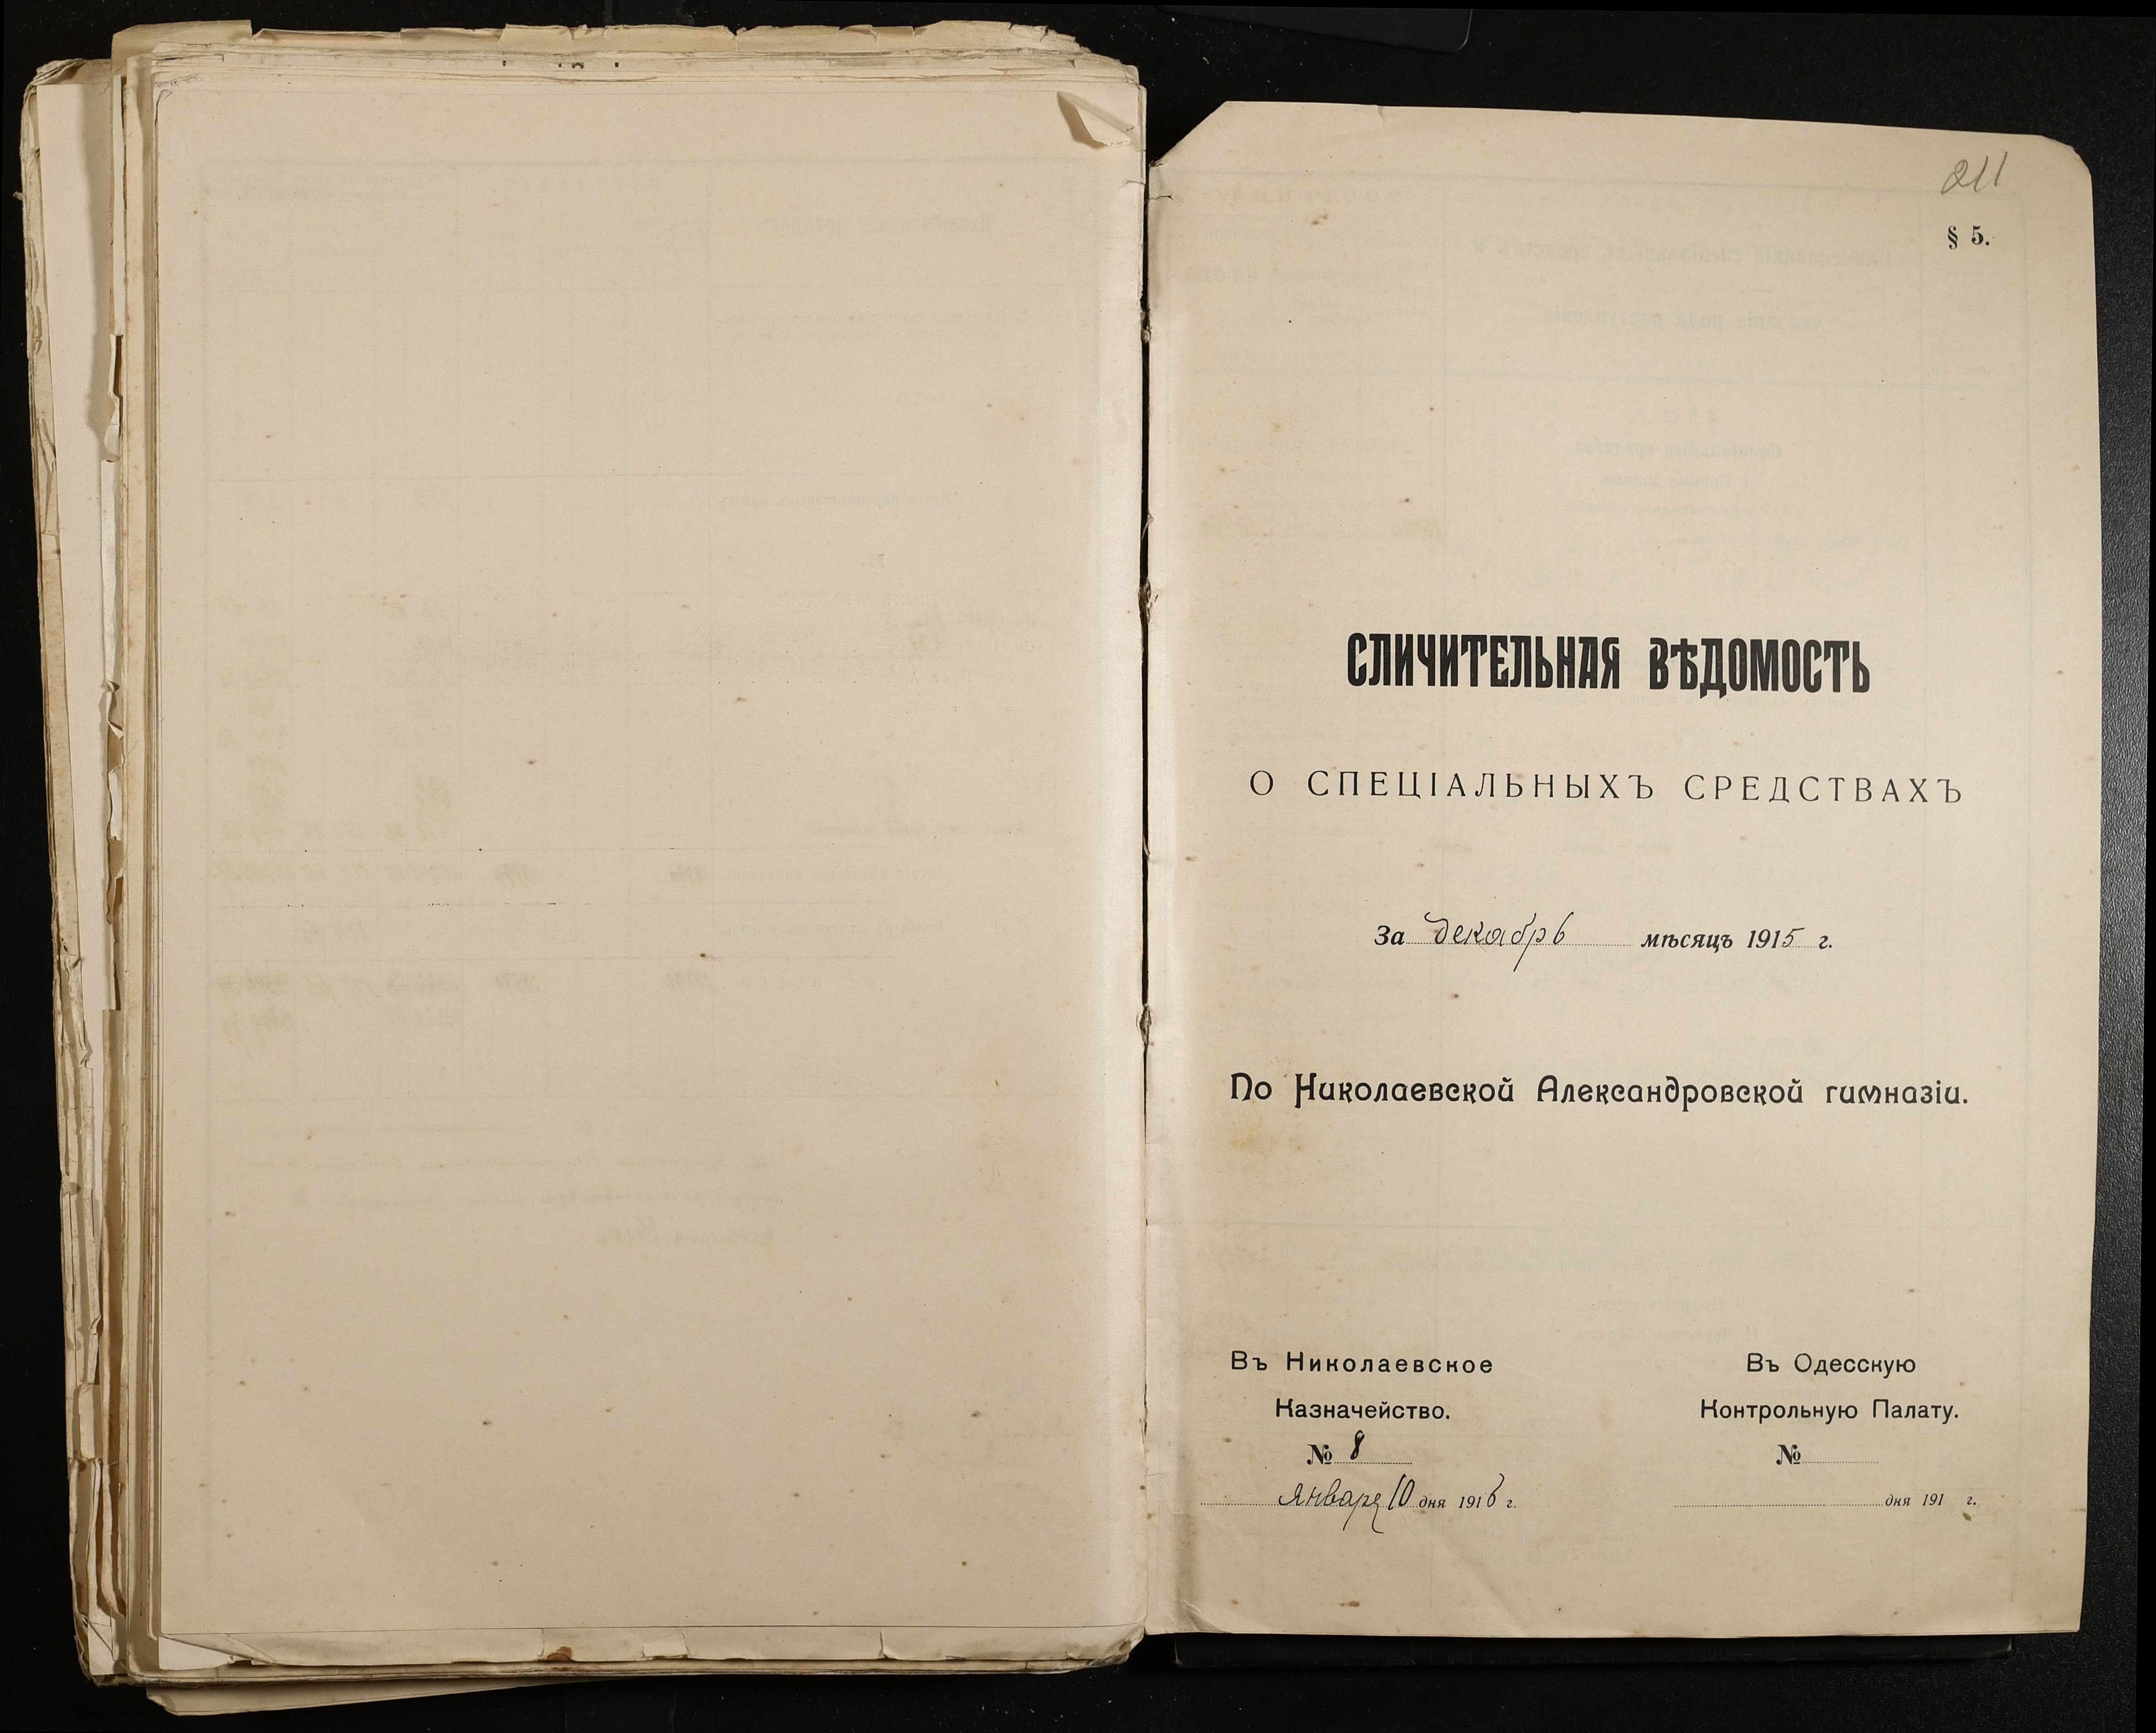 211
§ 5.
СЛИЧИТЕЛЬНАЯ ВѢДОМОСТЬ
О СПЕЦІАЛЬНЫХЪ СРЕДСТВАХЪ
За декабрь мѣсяцъ 1915 г.
По Николаевской Александровской гимназіи.
Въ Николаевское
Казначейство.
№ 8
января 10 дня 1916 г.
Въ Одесскую
Контрольную Палату.
№
дня 191 г.